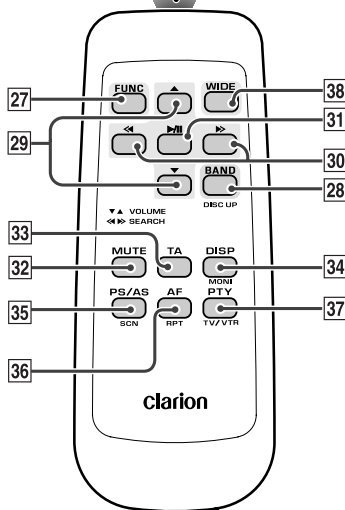 FUNC WIDE
27 38
31
29
30
BAND
28
DISC UP
▼▲ VOLUME
◀◀ ▶▶ SEARCH
33
MUTE TA DISP
32 34
MONI
PS/AS AF PTY
35 37
SCN RPT TV/VTR
36
clarion